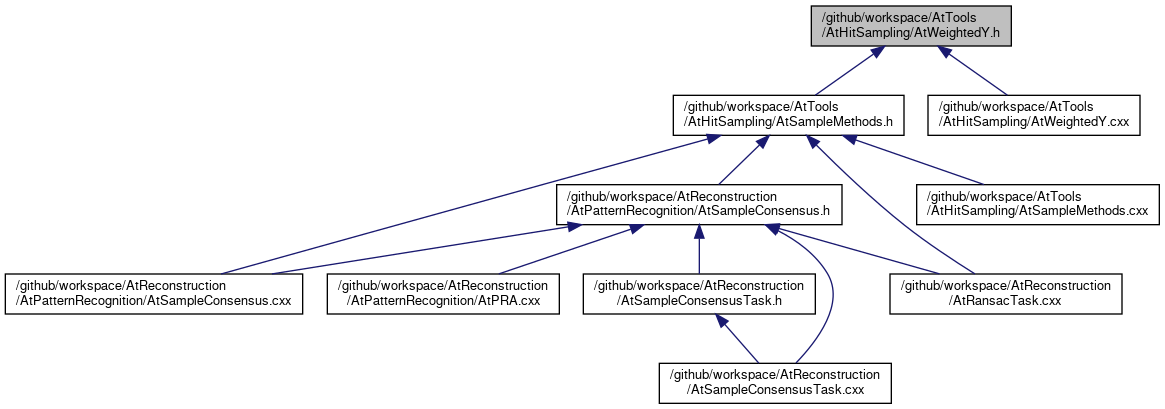 /github/workspace/AtTools
/AtHitSampling/AtWeightedY.h
/github/workspace/AtTools
/AtHitSampling/AtSampleMethods.h
/github/workspace/AtTools
/AtHitSampling/AtWeightedY.cxx
/github/workspace/AtReconstruction
/AtPatternRecognition/AtSampleConsensus.h
/github/workspace/AtTools
/AtHitSampling/AtSampleMethods.cxx
/github/workspace/AtReconstruction
/AtPatternRecognition/AtSampleConsensus.cxx
/github/workspace/AtReconstruction
/AtPatternRecognition/AtPRA.cxx
/github/workspace/AtReconstruction
/AtSampleConsensusTask.h
/github/workspace/AtReconstruction
/AtRansacTask.cxx
/github/workspace/AtReconstruction
/AtSampleConsensusTask.cxx